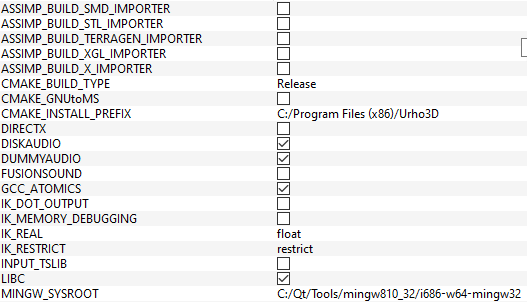 ASSIMP_BUILD_SMD_IMPORTER
ASSIMP_BUILD_STL_IMPORTER
ASSIMP_BUILD_TERRAGEN_IMPORTER
ASSIMP_BUILD_XGL_IMPORTER
ASSIMP_BUILD_X_IMPORTER
CMAKE_BUILD_TYPE Release
CMAKE_GNUtoMS
CMAKE_INSTALL_PREFIX C:/Program Files (x86)/Urho3D
DIRECTX
DISKAUDIO
DUMMYAUDIO
FUSIONSOUND
GCC_ATOMICS
IK_DOT_OUTPUT
IK_MEMORY_DEBUGGING
IK_REAL float
IK_RESTRICT restrict
INPUT_TSLIB
LIBC
MINGW_SYSROOT C:/Qt/Tools/mingw810_32/i686-w64-mingw32